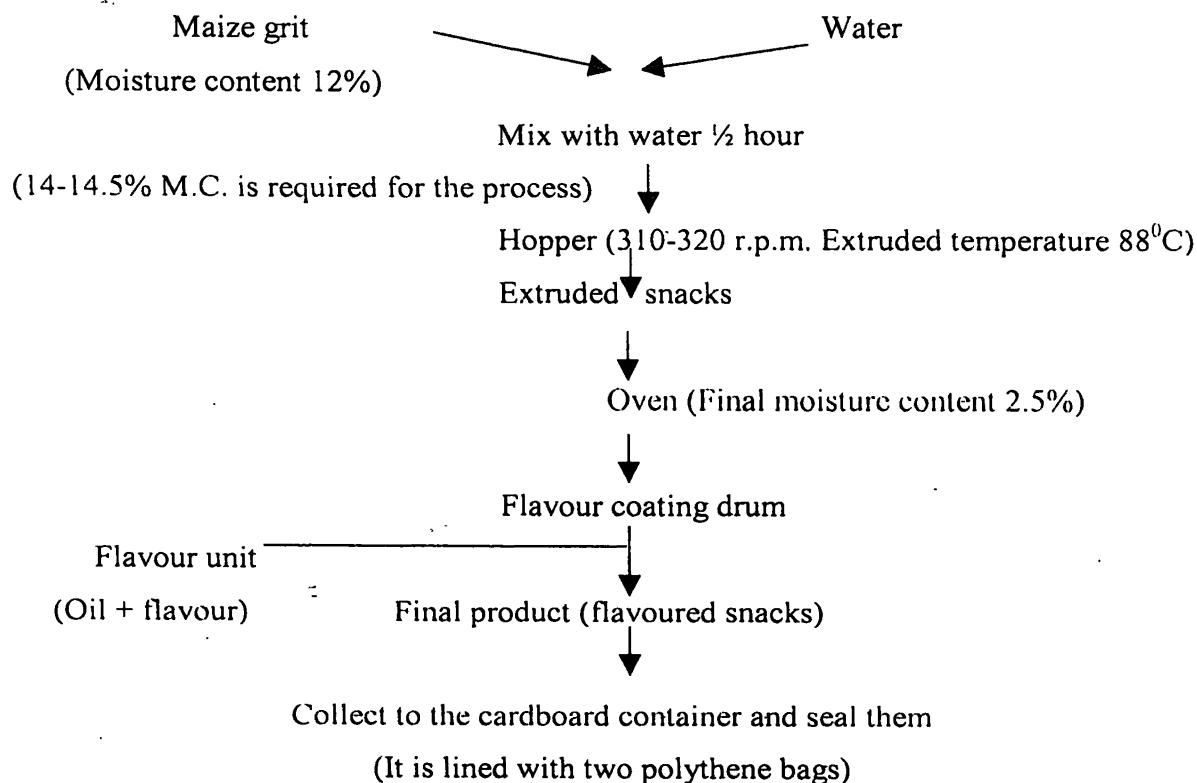 Maize grit Water
(Moisture content 12%)
Mix with water ½ hour
(14-14.5% M.C. is required for the process)
Hopper (310-320 r.p.m. Extruded temperature 88⁰C)
Extruded snacks
Oven (Final moisture content 2.5%)
Flavour coating drum
Flavour unit
(Oil + flavour) Final product (flavoured snacks)
Collect to the cardboard container and seal them
(It is lined with two polythene bags)